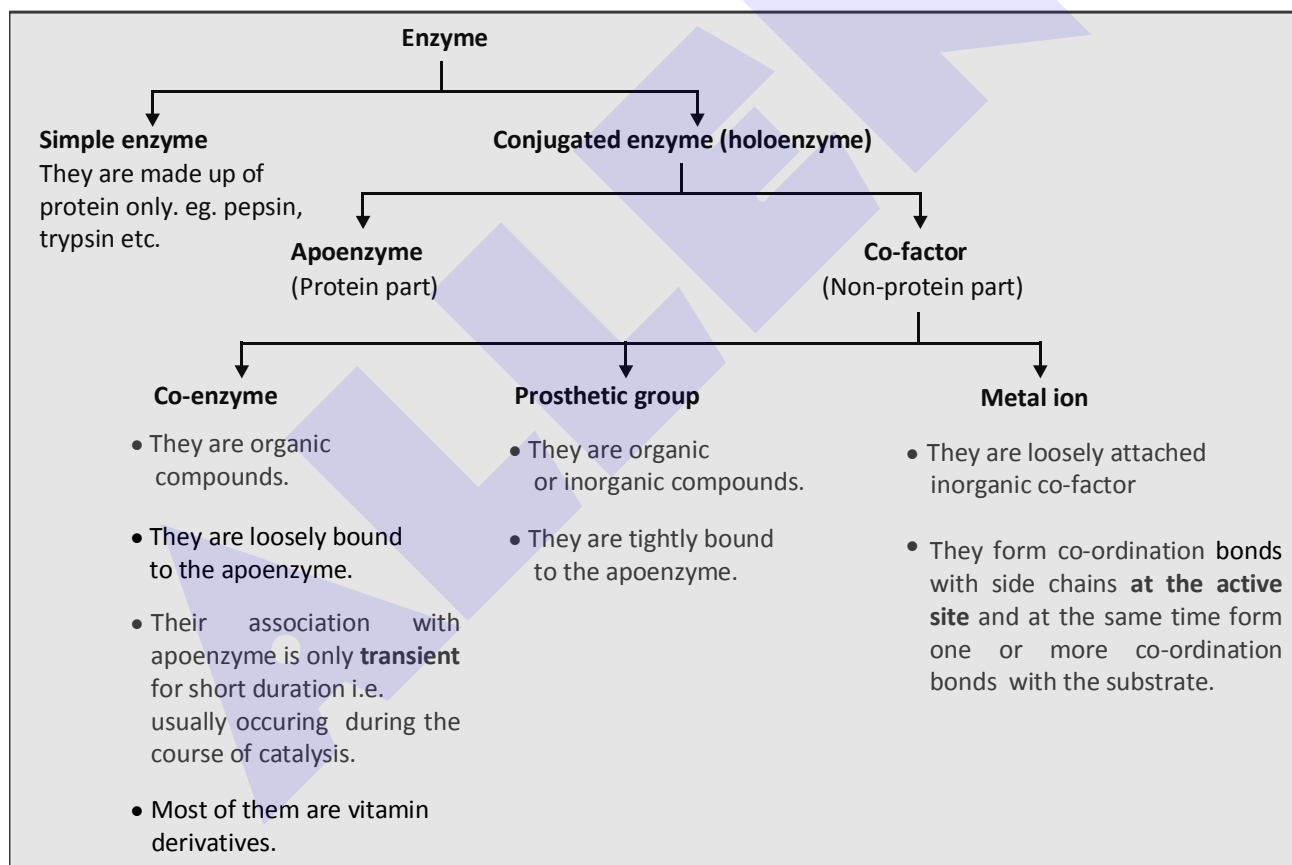 Enzyme
Simple enzyme
They are made up of
protein only. eg. pepsin,
trypsin etc.
Conjugated enzyme (holoenzyme)
Apoenzyme
(Protein part)
Co-factor
(Non-protein part)
Co-enzyme
• They are organic
compounds.
• They are loosely bound
to the apoenzyme.
• Their association with
apoenzyme is only transient
for short duration i.e.
usually occuring during the
course of catalysis.
• Most of them are vitamin
derivatives.
Prosthetic group
• They are organic
or inorganic compounds.
• They are tightly bound
to the apoenzyme.
Metal ion
• They are loosely attached
inorganic co-factor
• They form co-ordination bonds
with side chains at the active
site and at the same time form
one or more co-ordination
bonds with the substrate.
ALLEN